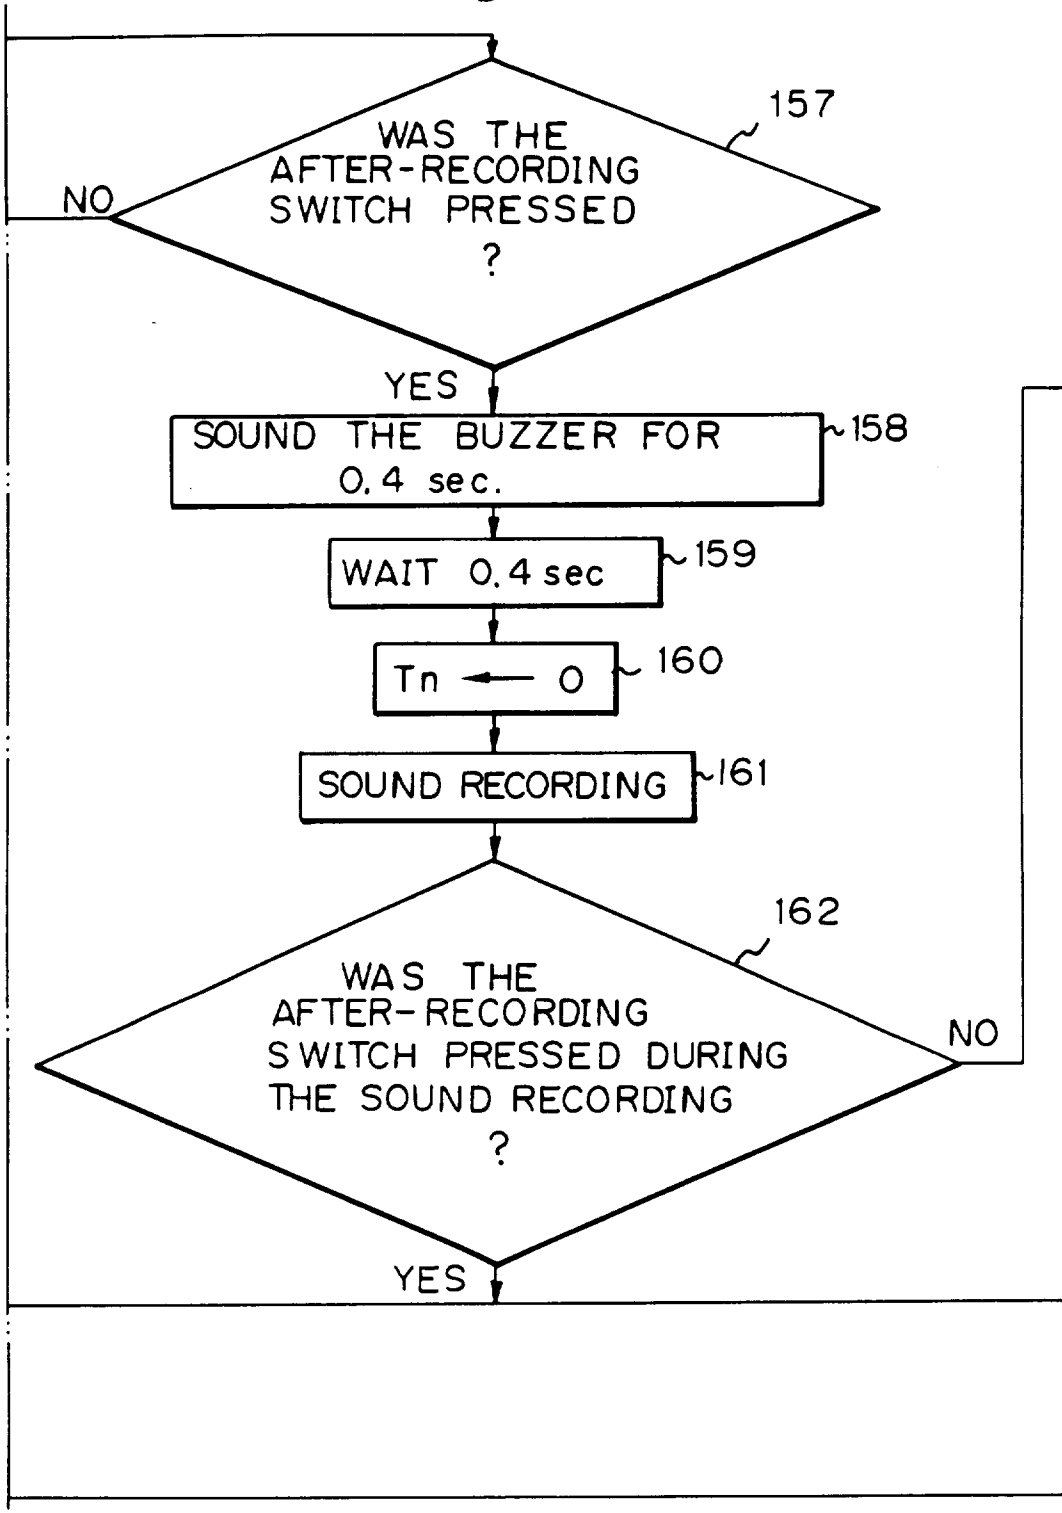 157
WAS THE
AFTER-RECORDING
SWITCH PRESSED
?
NO
YES
SOUND THE BUZZER FOR
0.4 sec.
158
WAIT 0.4 sec
159
Tn ← 0
160
SOUND RECORDING
161
162
WAS THE
AFTER-RECORDING
SWITCH PRESSED DURING
THE SOUND RECORDING
?
NO
YES